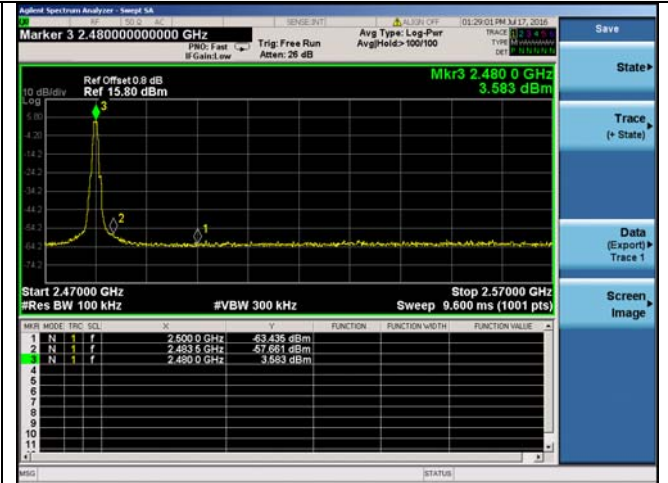 Agilent Spectrum Analyzer - Swept SA
RF 50 Ω AC SENSE:INT ALIGN OFF 01:29:01 PM Jul 17, 2016
Marker 3 2.480000000000 GHz
PNO: Fast
IFGain:Low
Trig: Free Run
Atten: 26 dB
Avg Type: Log-Pwr
Avg|Hold:> 100/100
TRACE 1 2 3 4 5 6
TYPE M
DET P N N N N N
Ref Offset 0.8 dB
10 dB/div Ref 15.80 dBm
Log
Mkr3 2.480 0 GHz
3.583 dBm
5.80
-4.20
-14.2
-24.2
-34.2
-44.2
-54.2
-64.2
-74.2
3
2
1
Start 2.47000 GHz Stop 2.57000 GHz
#Res BW 100 kHz #VBW 300 kHz Sweep 9.600 ms (1001 pts)
MKR MODE TRC SCL X Y FUNCTION FUNCTION WIDTH FUNCTION VALUE
1 N 1 f 2.500 0 GHz -63.435 dBm
2 N 1 f 2.483 5 GHz -57.661 dBm
3 N 1 f 2.480 0 GHz 3.583 dBm
4
5
6
7
8
9
10
11
MSG STATUS
Save
State
Trace
(+ State)
Data
(Export)
Trace 1
Screen
Image